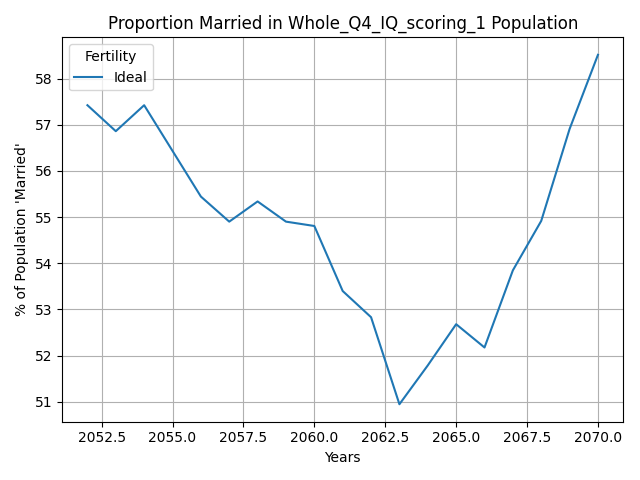 Proportion Married in Whole_Q4_IQ_scoring_1 Population
Fertility
Ideal
% of Population 'Married'
58
57
56
55
54
53
52
51
2052.5 2055.0 2057.5 2060.0 2062.5 2065.0 2067.5 2070.0
Years